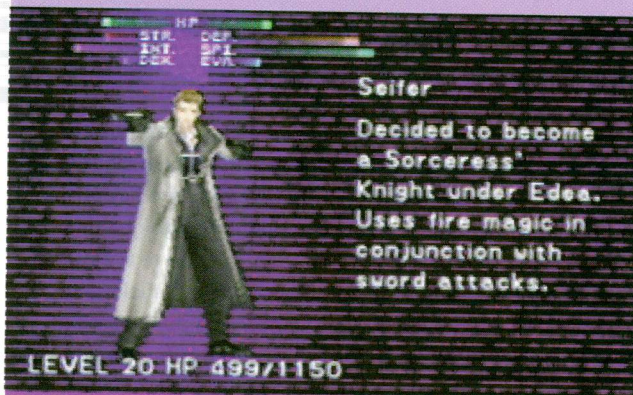 HP
STR. DEF.
INT. SPI.
DEX. EVA.
Seifer
Decided to become
a Sorceress'
Knight under Edea.
Uses fire magic in
conjunction with
sword attacks.
LEVEL 20 HP 499/1150